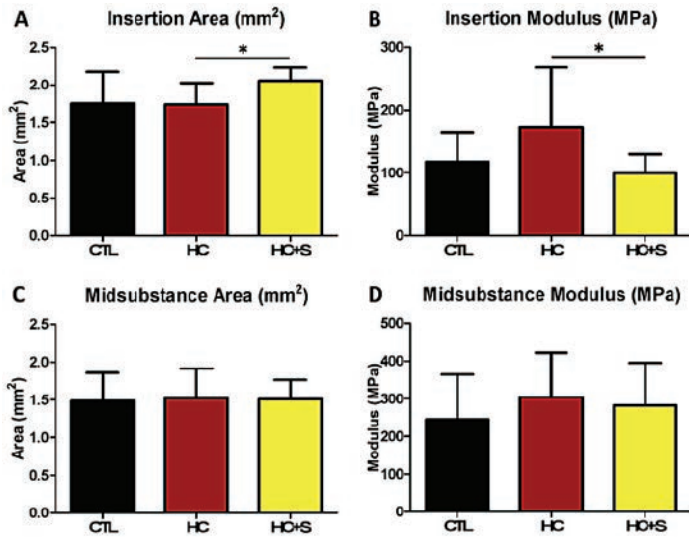 A Insertion Area (mm²)
Area (mm²)
2.5
2.0
1.5
1.0
0.5
0.0
*
CTL HC HC+S
B Insertion Modulus (MPa)
Modulus (MPa)
300
200
100
0
*
CTL HC HC+S
C Midsubstance Area (mm²)
Area (mm²)
2.5
2.0
1.5
1.0
0.5
0.0
CTL HC HC+S
D Midsubstance Modulus (MPa)
Modulus (MPa)
500
400
300
200
100
0
CTL HC HC+S